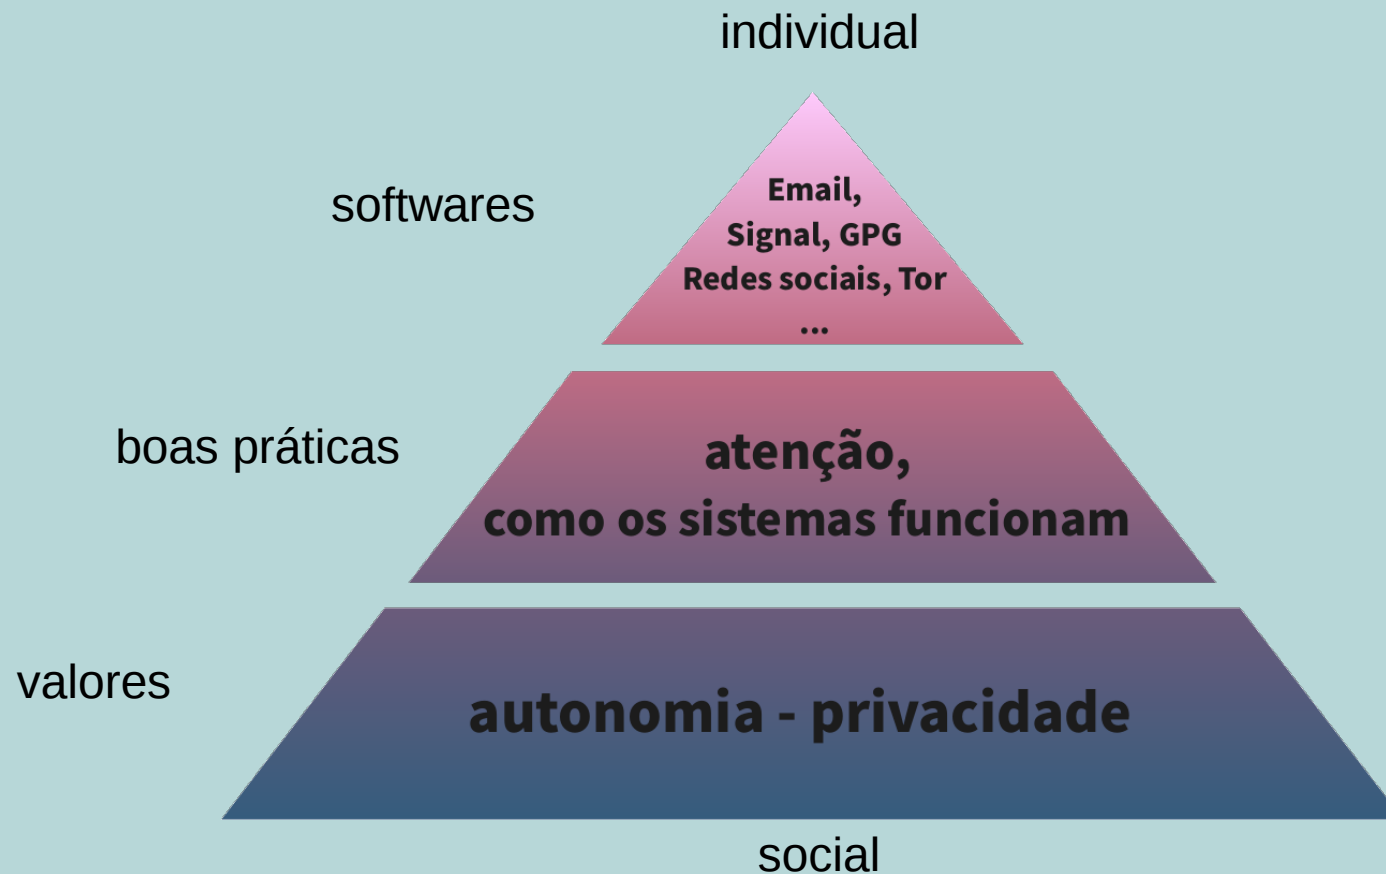 individual
softwares
Email,
Signal, GPG
Redes sociais, Tor
...
boas práticas
atenção,
como os sistemas funcionam
valores
autonomia - privacidade
social